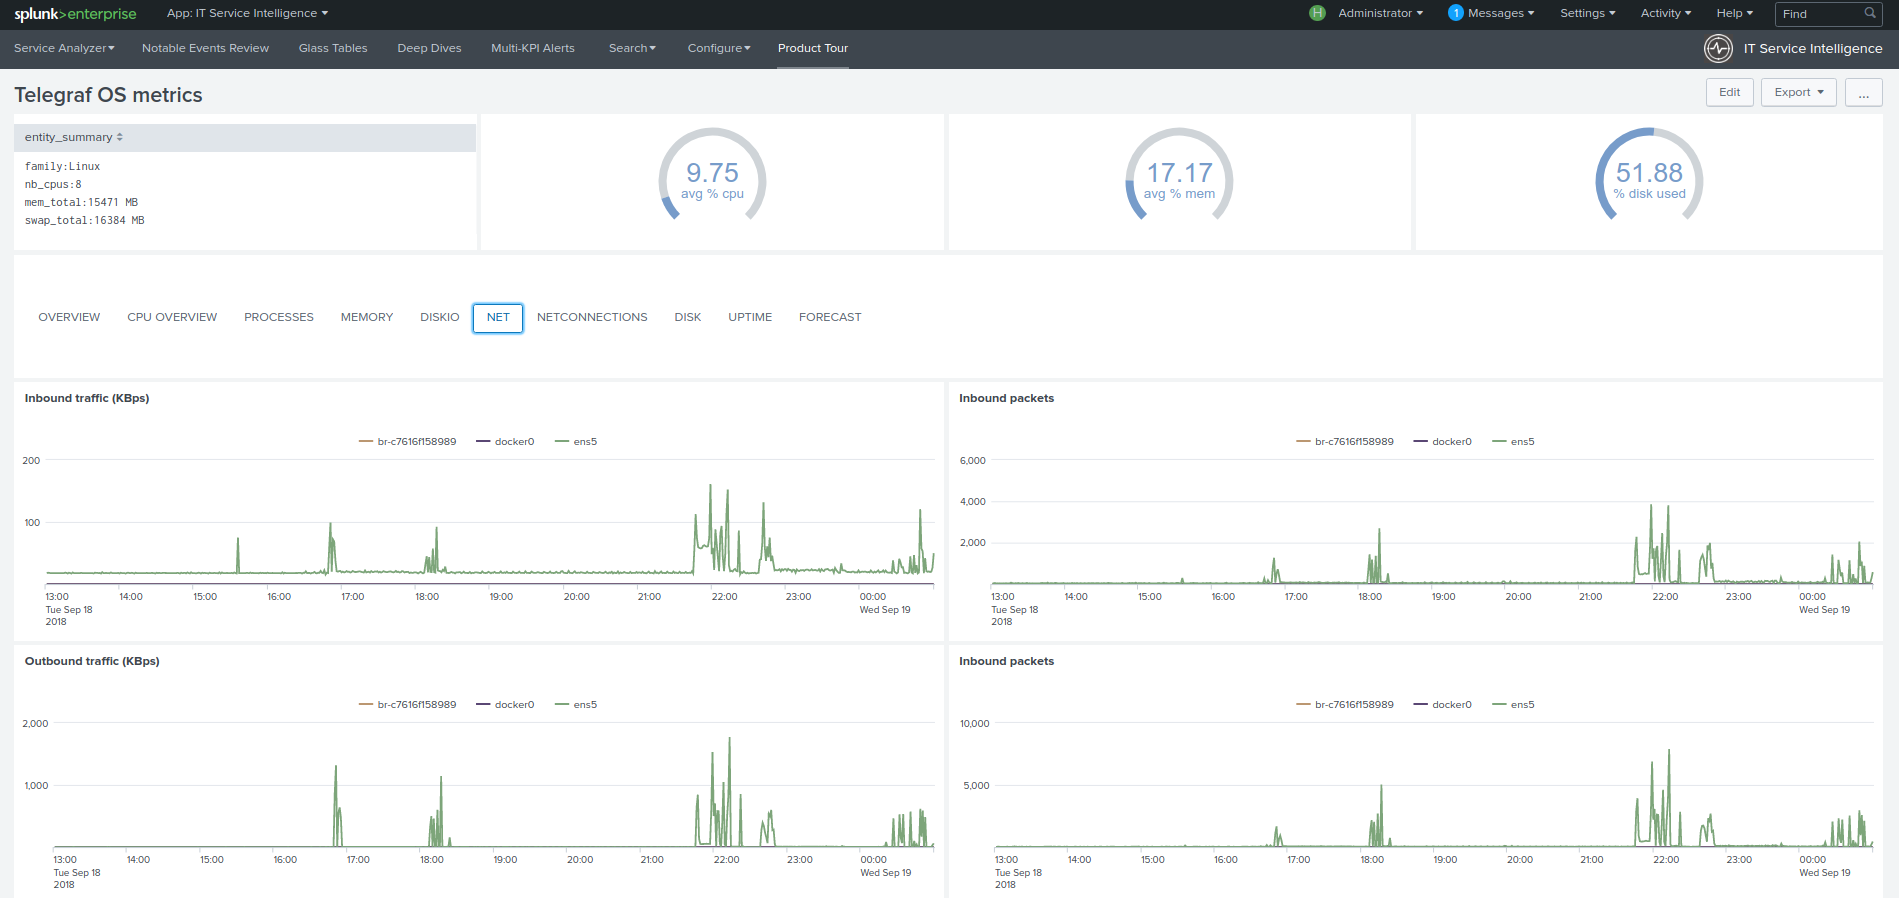 splunk>enterprise App: IT Service Intelligence H Administrator 1 Messages Settings Activity Help Find
Service Analyzer Notable Events Review Glass Tables Deep Dives Multi-KPI Alerts Search Configure Product Tour IT Service Intelligence
Telegraf OS metrics Edit Export ...
entity_summary
family:Linux
nb_cpus:8
mem_total:15471 MB
swap_total:16384 MB
9.75
avg % cpu
17.17
avg % mem
51.88
% disk used
OVERVIEW CPU OVERVIEW PROCESSES MEMORY DISKIO NET NETCONNECTIONS DISK UPTIME FORECAST
Inbound traffic (KBps)
br-c7616f158989 docker0 ens5
200
100
13:00 14:00 15:00 16:00 17:00 18:00 19:00 20:00 21:00 22:00 23:00 00:00
Tue Sep 18 Wed Sep 19
2018
Inbound packets
br-c7616f158989 docker0 ens5
6,000
4,000
2,000
13:00 14:00 15:00 16:00 17:00 18:00 19:00 20:00 21:00 22:00 23:00 00:00
Tue Sep 18 Wed Sep 19
2018
Outbound traffic (KBps)
br-c7616f158989 docker0 ens5
2,000
1,000
13:00 14:00 15:00 16:00 17:00 18:00 19:00 20:00 21:00 22:00 23:00 00:00
Tue Sep 18 Wed Sep 19
2018
Inbound packets
br-c7616f158989 docker0 ens5
10,000
5,000
13:00 14:00 15:00 16:00 17:00 18:00 19:00 20:00 21:00 22:00 23:00 00:00
Tue Sep 18 Wed Sep 19
2018